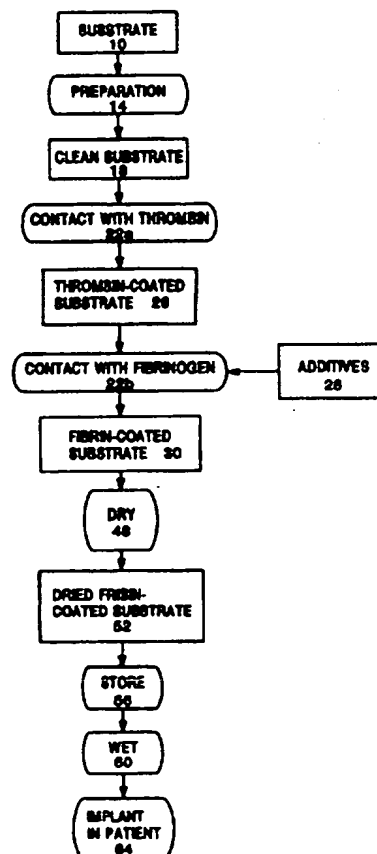 SUBSTRATE
10
PREPARATION
14
CLEAN SUBSTRATE
18
CONTACT WITH THROMBIN
22a
THROMBIN-COATED
SUBSTRATE 26
CONTACT WITH FIBRINOGEN
22b
ADDITIVES
28
FIBRIN-COATED
SUBSTRATE 30
DRY
48
DRIED FRISIN-
COATED SUBSTRATE
52
STORE
56
WET
60
IMPLANT
IN PATIENT
64